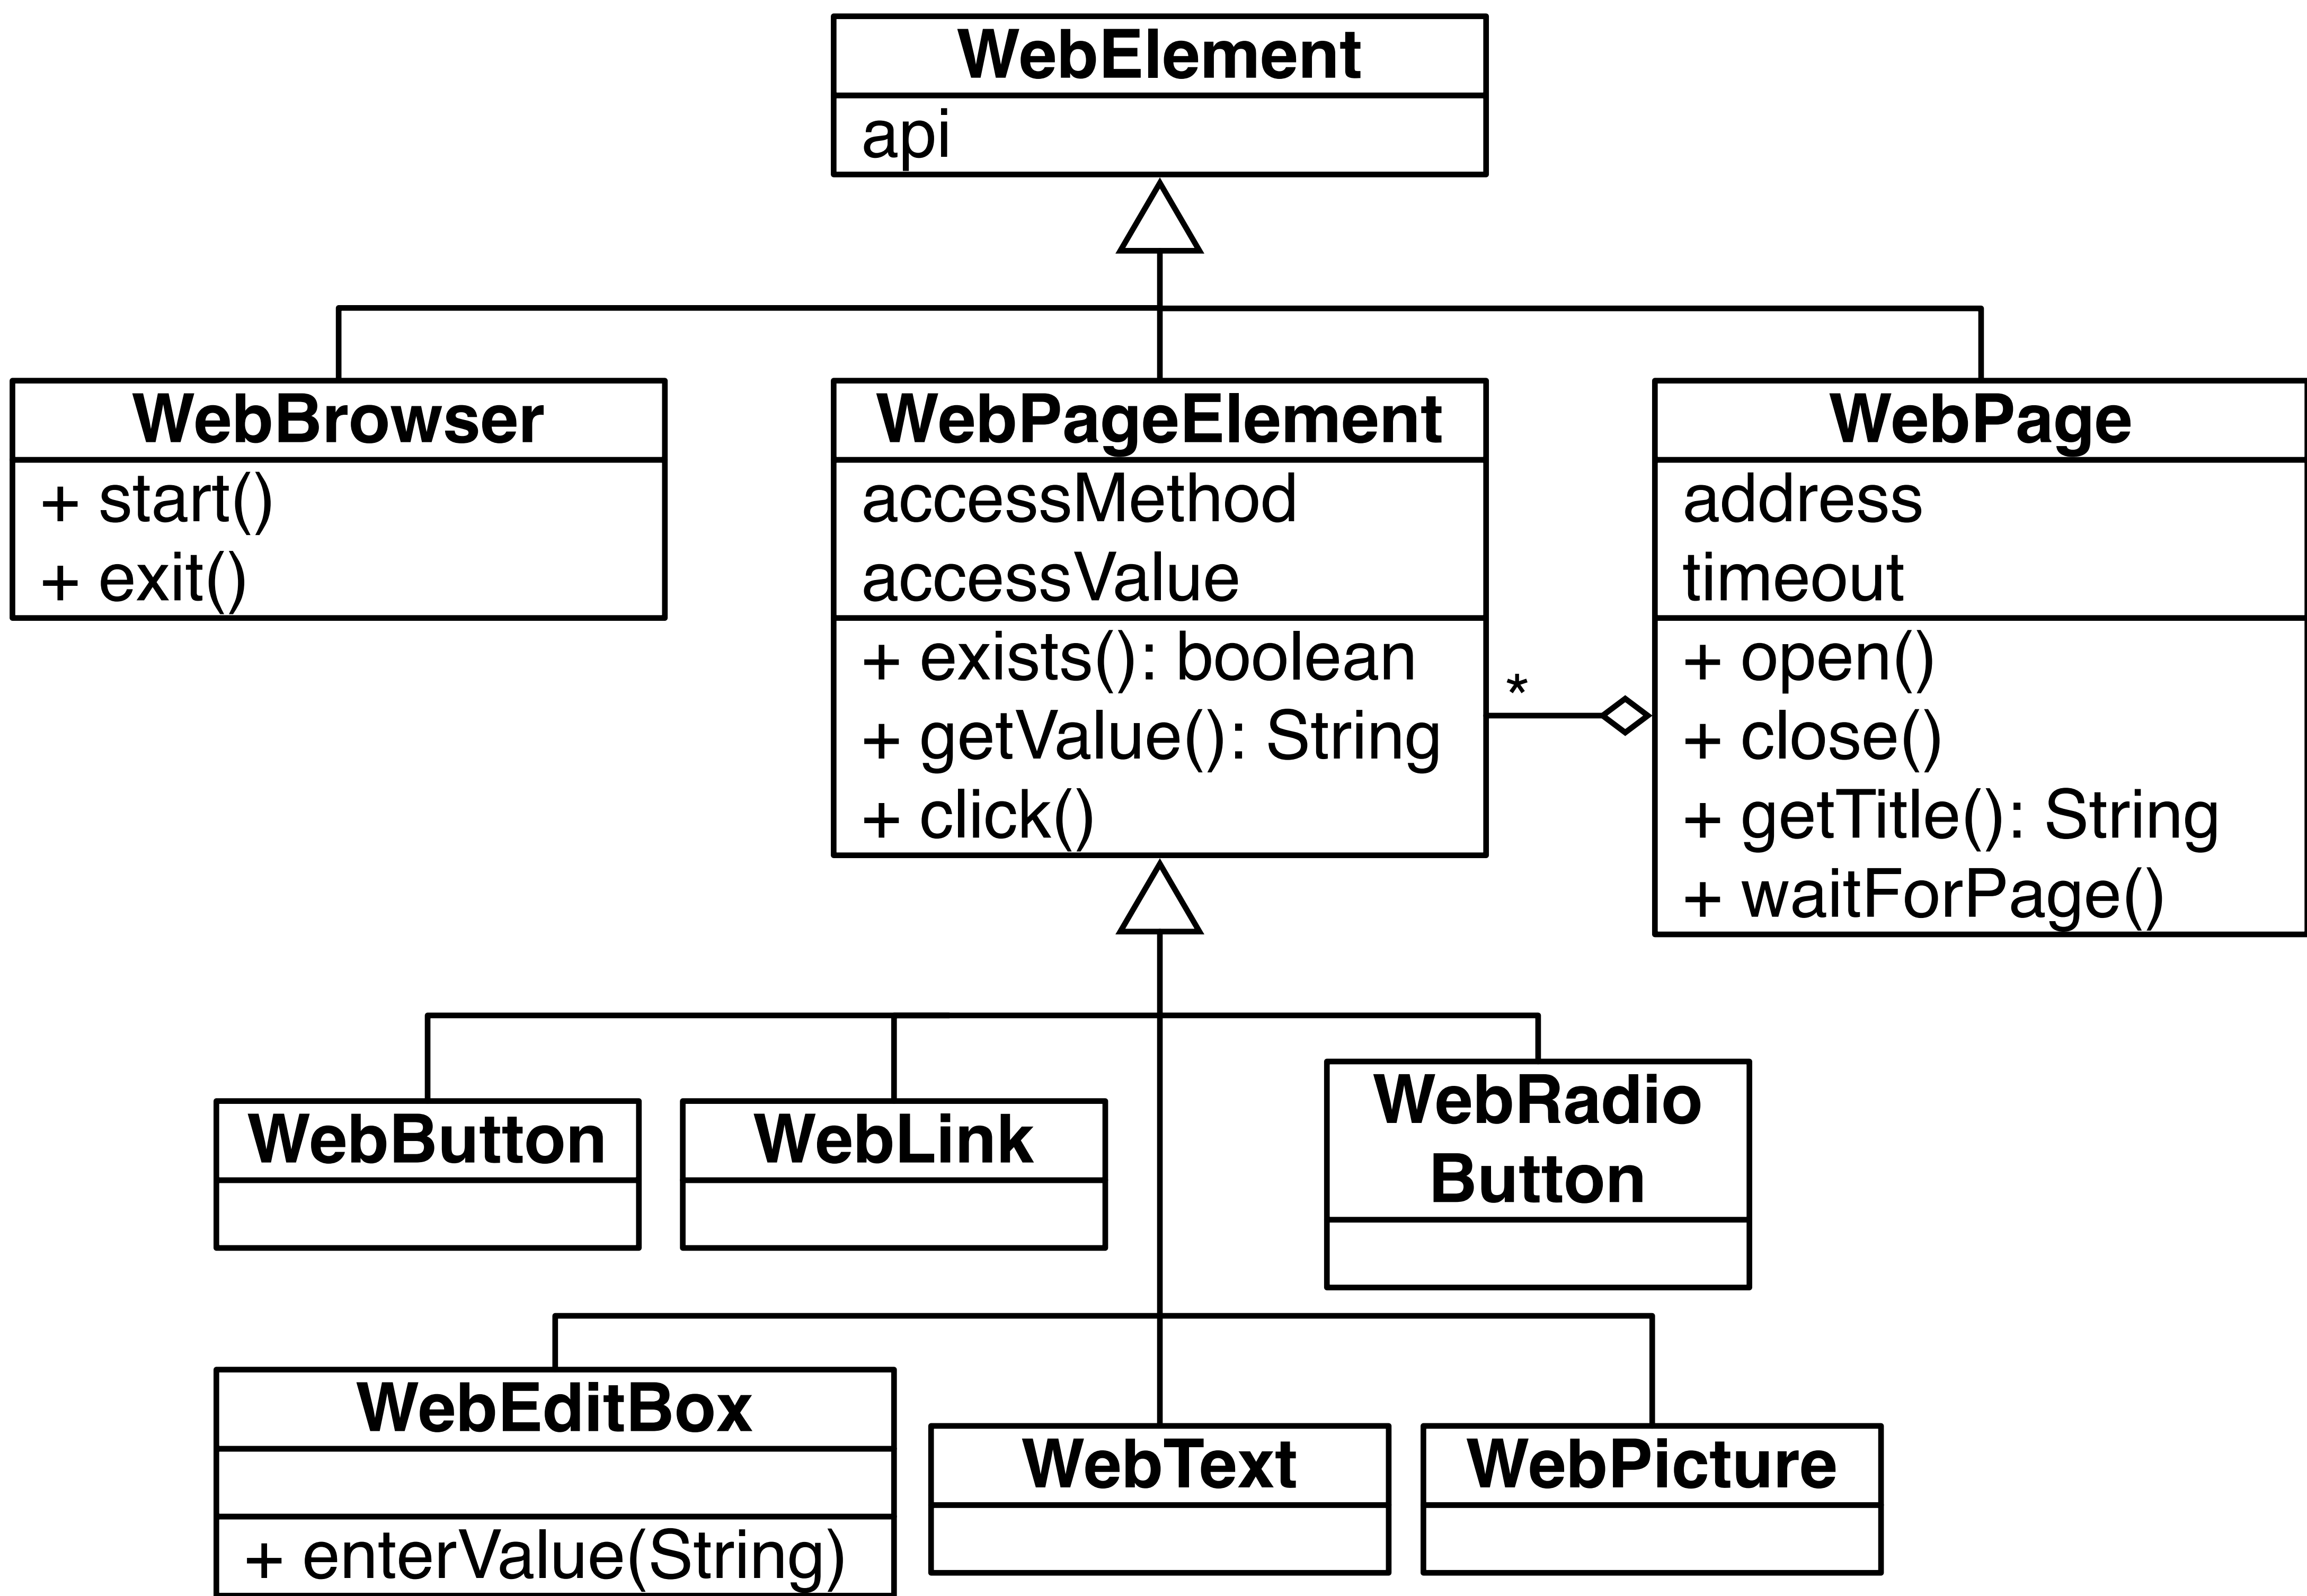 WebElement
api
WebBrowser
+ start()
+ exit()
WebPageElement
accessMethod
accessValue
+ exists(): boolean
+ getValue(): String
+ click()
*
WebPage
address
timeout
+ open()
+ close()
+ getTitle(): String
+ waitForPage()
WebButton
WebLink
WebRadio
Button
WebEditBox
+ enterValue(String)
WebText
WebPicture